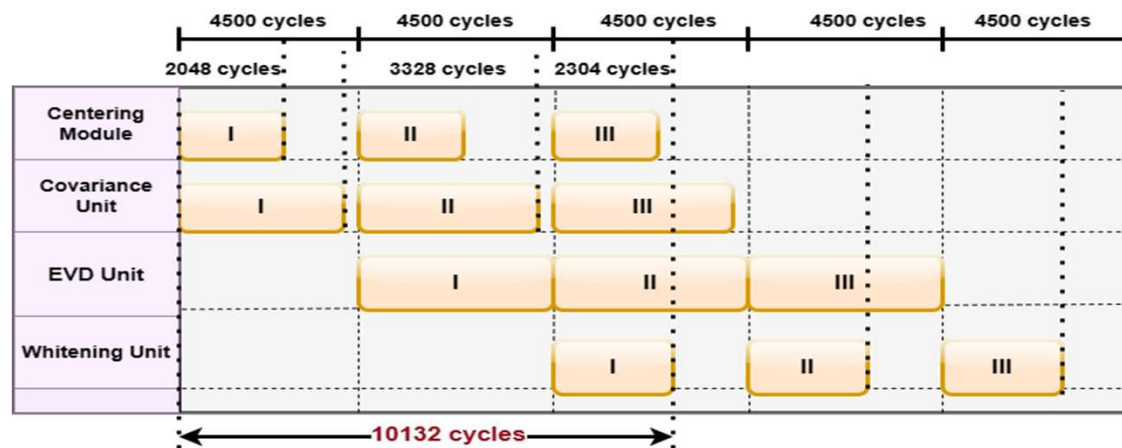 4500 cycles 4500 cycles 4500 cycles 4500 cycles 4500 cycles
2048 cycles 3328 cycles 2304 cycles
Centering
Module
I II III
Covariance
Unit
I II III
EVD Unit
I II III
Whitening Unit
I II III
10132 cycles